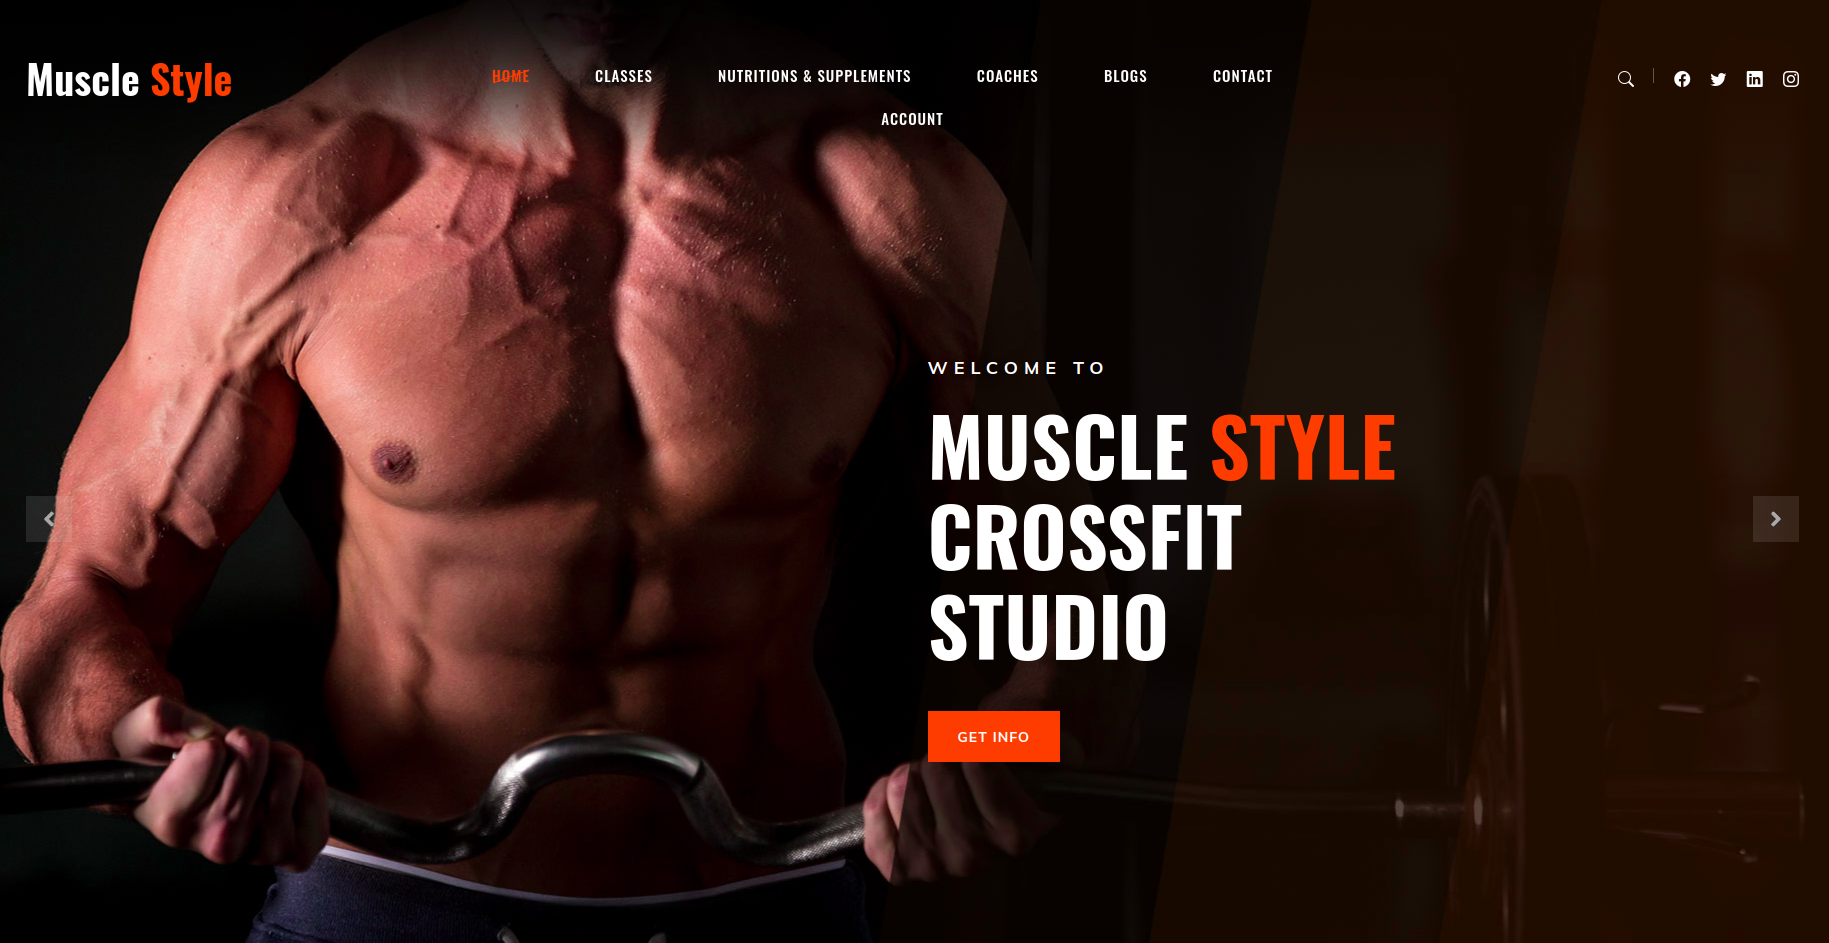 Muscle Style
HOME CLASSES NUTRITIONS & SUPPLEMENTS COACHES BLOGS CONTACT
ACCOUNT
WELCOME TO
MUSCLE STYLE
CROSSFIT
STUDIO
GET INFO